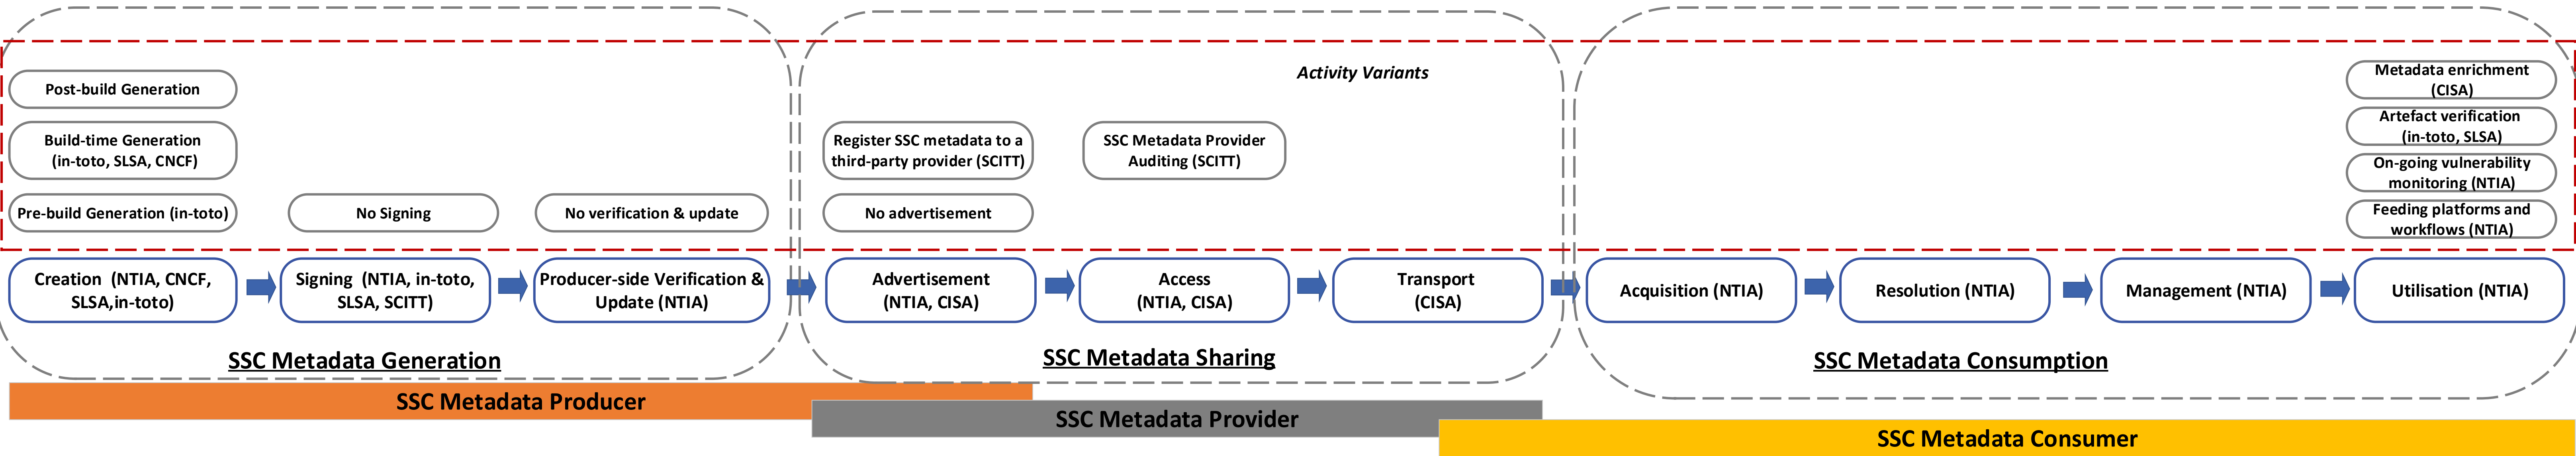 Activity Variants
Post-build Generation
Build-time Generation
(in-toto, SLSA, CNCF)
Pre-build Generation (in-toto)
No Signing
No verification & update
Register SSC metadata to a
third-party provider (SCITT)
No advertisement
SSC Metadata Provider
Auditing (SCITT)
Metadata enrichment
(CISA)
Artefact verification
(in-toto, SLSA)
On-going vulnerability
monitoring (NTIA)
Feeding platforms and
workflows (NTIA)
Creation (NTIA, CNCF,
SLSA,in-toto)
Signing (NTIA, in-toto,
SLSA, SCITT)
Producer-side Verification &
Update (NTIA)
Advertisement
(NTIA, CISA)
Access
(NTIA, CISA)
Transport
(CISA)
Acquisition (NTIA)
Resolution (NTIA)
Management (NTIA)
Utilisation (NTIA)
SSC Metadata Generation
SSC Metadata Sharing
SSC Metadata Consumption
SSC Metadata Producer
SSC Metadata Provider
SSC Metadata Consumer